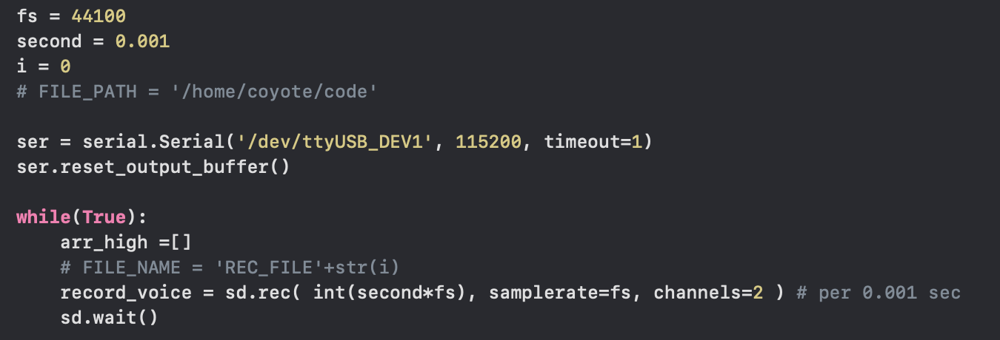 fs = 44100
second = 0.001
i = 0
# FILE_PATH = '/home/coyote/code'
ser = serial.Serial('/dev/ttyUSB_DEV1', 115200, timeout=1)
ser.reset_output_buffer()
while(True):
    arr_high =[]
    # FILE_NAME = 'REC_FILE'+str(i)
    record_voice = sd.rec( int(second*fs), samplerate=fs, channels=2 ) # per 0.001 sec
    sd.wait()